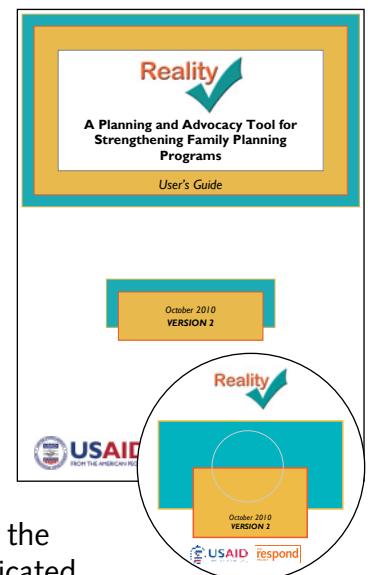 Reality
A Planning and Advocacy Tool for
Strengthening Family Planning
Programs
User's Guide
October 2010
VERSION 2
USAID
FROM THE AMERICAN
Reality
October 2010
VERSION 2
USAID respond
the
icated